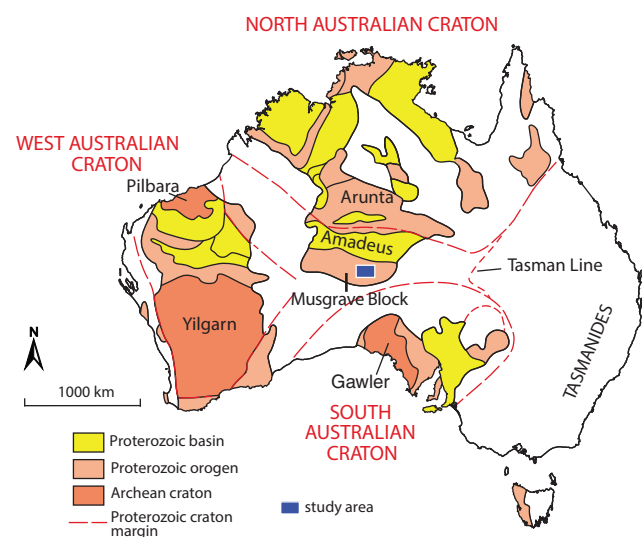 NORTH AUSTRALIAN CRATON
WEST AUSTRALIAN
CRATON
Pilbara
Arunta
Amadeus
Tasman Line
Musgrave Block
Yilgarn
TASMANIDES
N
Gawler
1000 km
SOUTH
AUSTRALIAN
CRATON
Proterozoic basin
Proterozoic orogen
Archean craton
study area
Proterozoic craton
margin